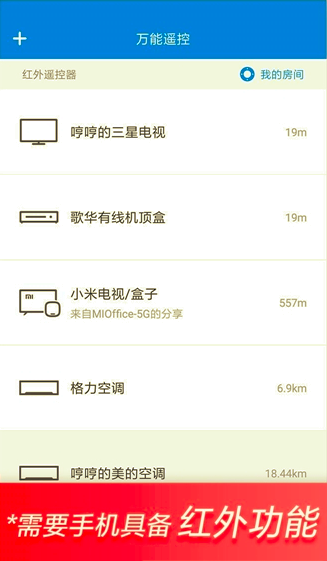 + 万能遥控
红外遥控器 我的房间
哼哼的三星电视 19m
歌华有线机顶盒 19m
MI
小米电视/盒子 557m
来自MIOffice-5G的分享
格力空调 6.9km
哼哼的美的空调 18.44km
*需要手机具备 红外功能